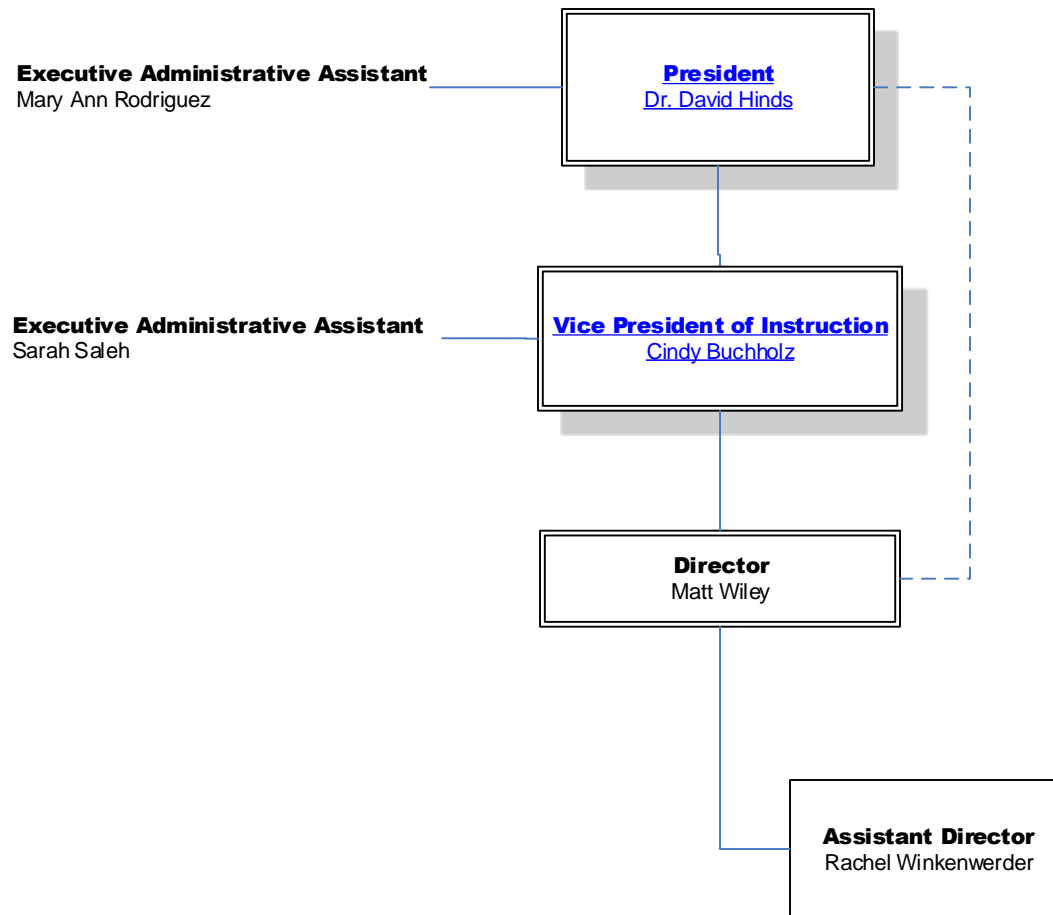 Executive Administrative Assistant
Mary Ann Rodriguez
President
Dr. David Hinds
Executive Administrative Assistant
Sarah Saleh
Vice President of Instruction
Cindy Buchholz
Director
Matt Wiley
Assistant Director
Rachel Winkenwerder